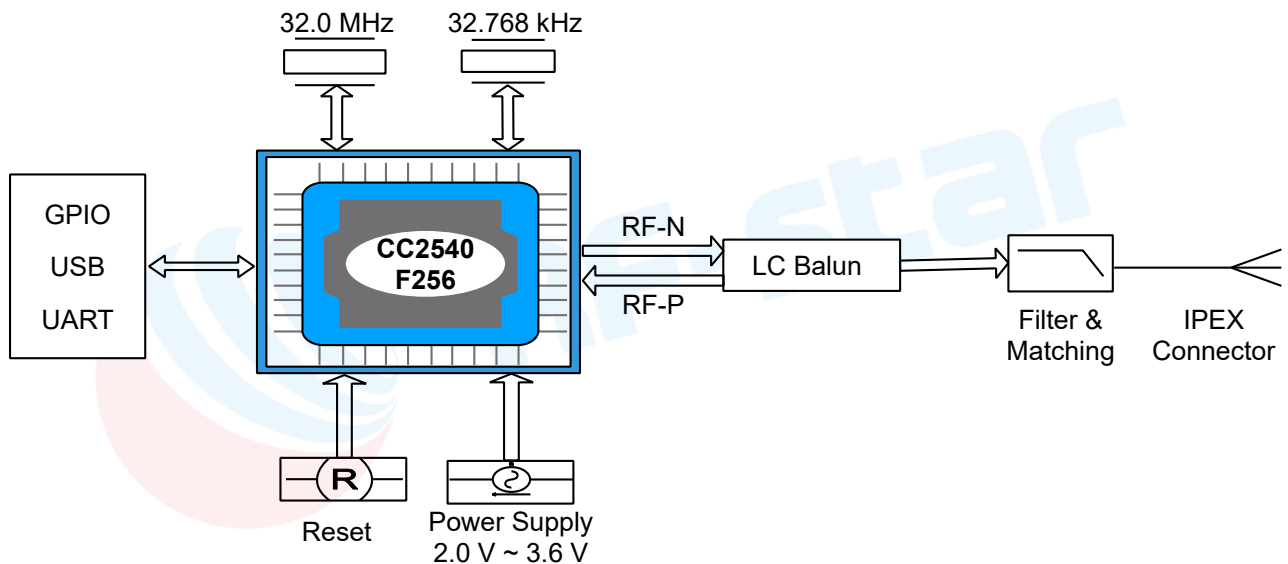 32.0 MHz
32.768 kHz
GPIO
USB
UART
CC2540
F256
RF-N
RF-P
LC Balun
Filter &
Matching
IPEX
Connector
R
Reset
Power Supply
2.0 V ~ 3.6 V